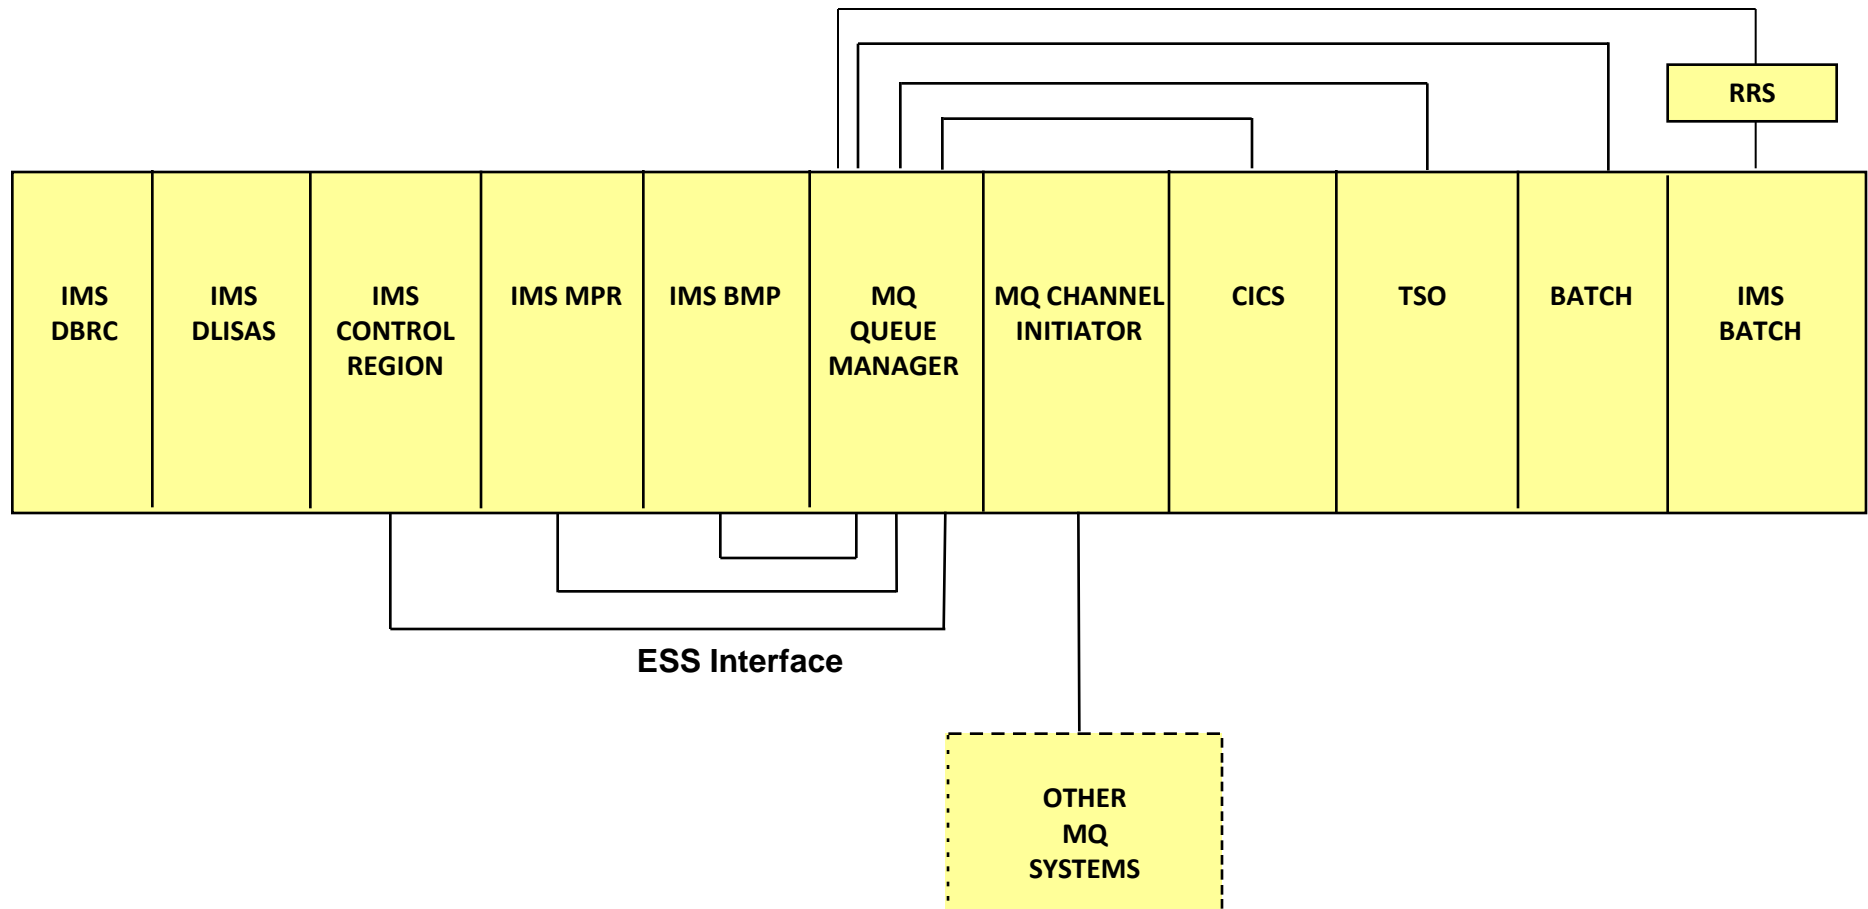 RRS
IMS
DBRC
IMS
DLISAS
IMS
CONTROL
REGION
IMS MPR
IMS BMP
MQ
QUEUE
MANAGER
MQ CHANNEL
INITIATOR
CICS
TSO
BATCH
IMS
BATCH
ESS Interface
OTHER
MQ
SYSTEMS